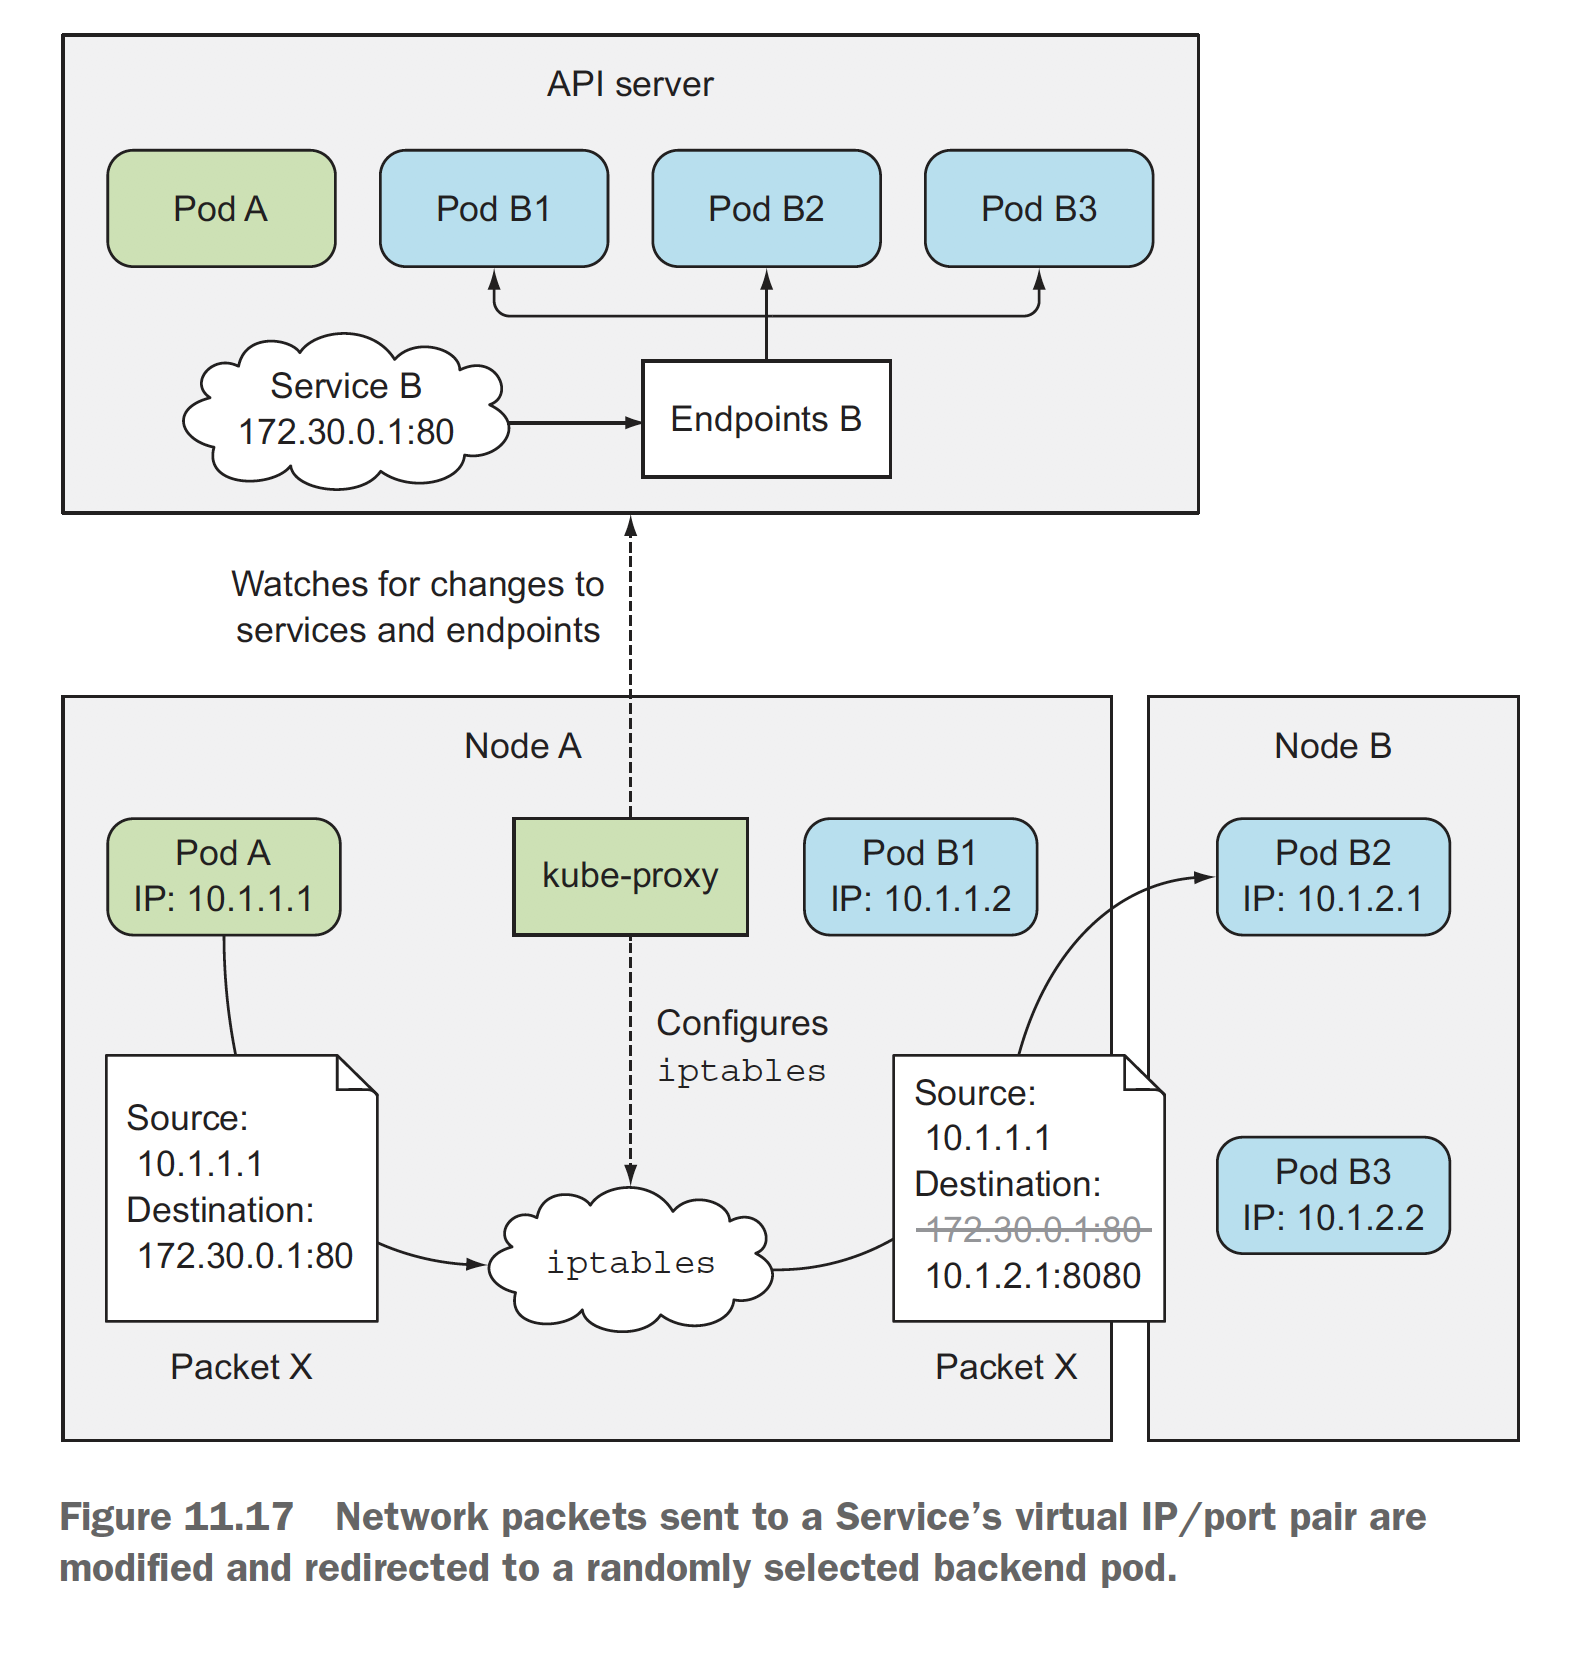 API server
Pod A
Pod B1
Pod B2
Pod B3
Service B
172.30.0.1:80
Endpoints B
Watches for changes to
services and endpoints
Node A
Node B
Pod A
IP: 10.1.1.1
kube-proxy
Pod B1
IP: 10.1.1.2
Pod B2
IP: 10.1.2.1
Configures
iptables
Source:
10.1.1.1
Destination:
172.30.0.1:80
Packet X
iptables
Source:
10.1.1.1
Destination:
172.30.0.1:80
10.1.2.1:8080
Packet X
Pod B3
IP: 10.1.2.2
Figure 11.17 Network packets sent to a Service’s virtual IP/port pair are
modified and redirected to a randomly selected backend pod.